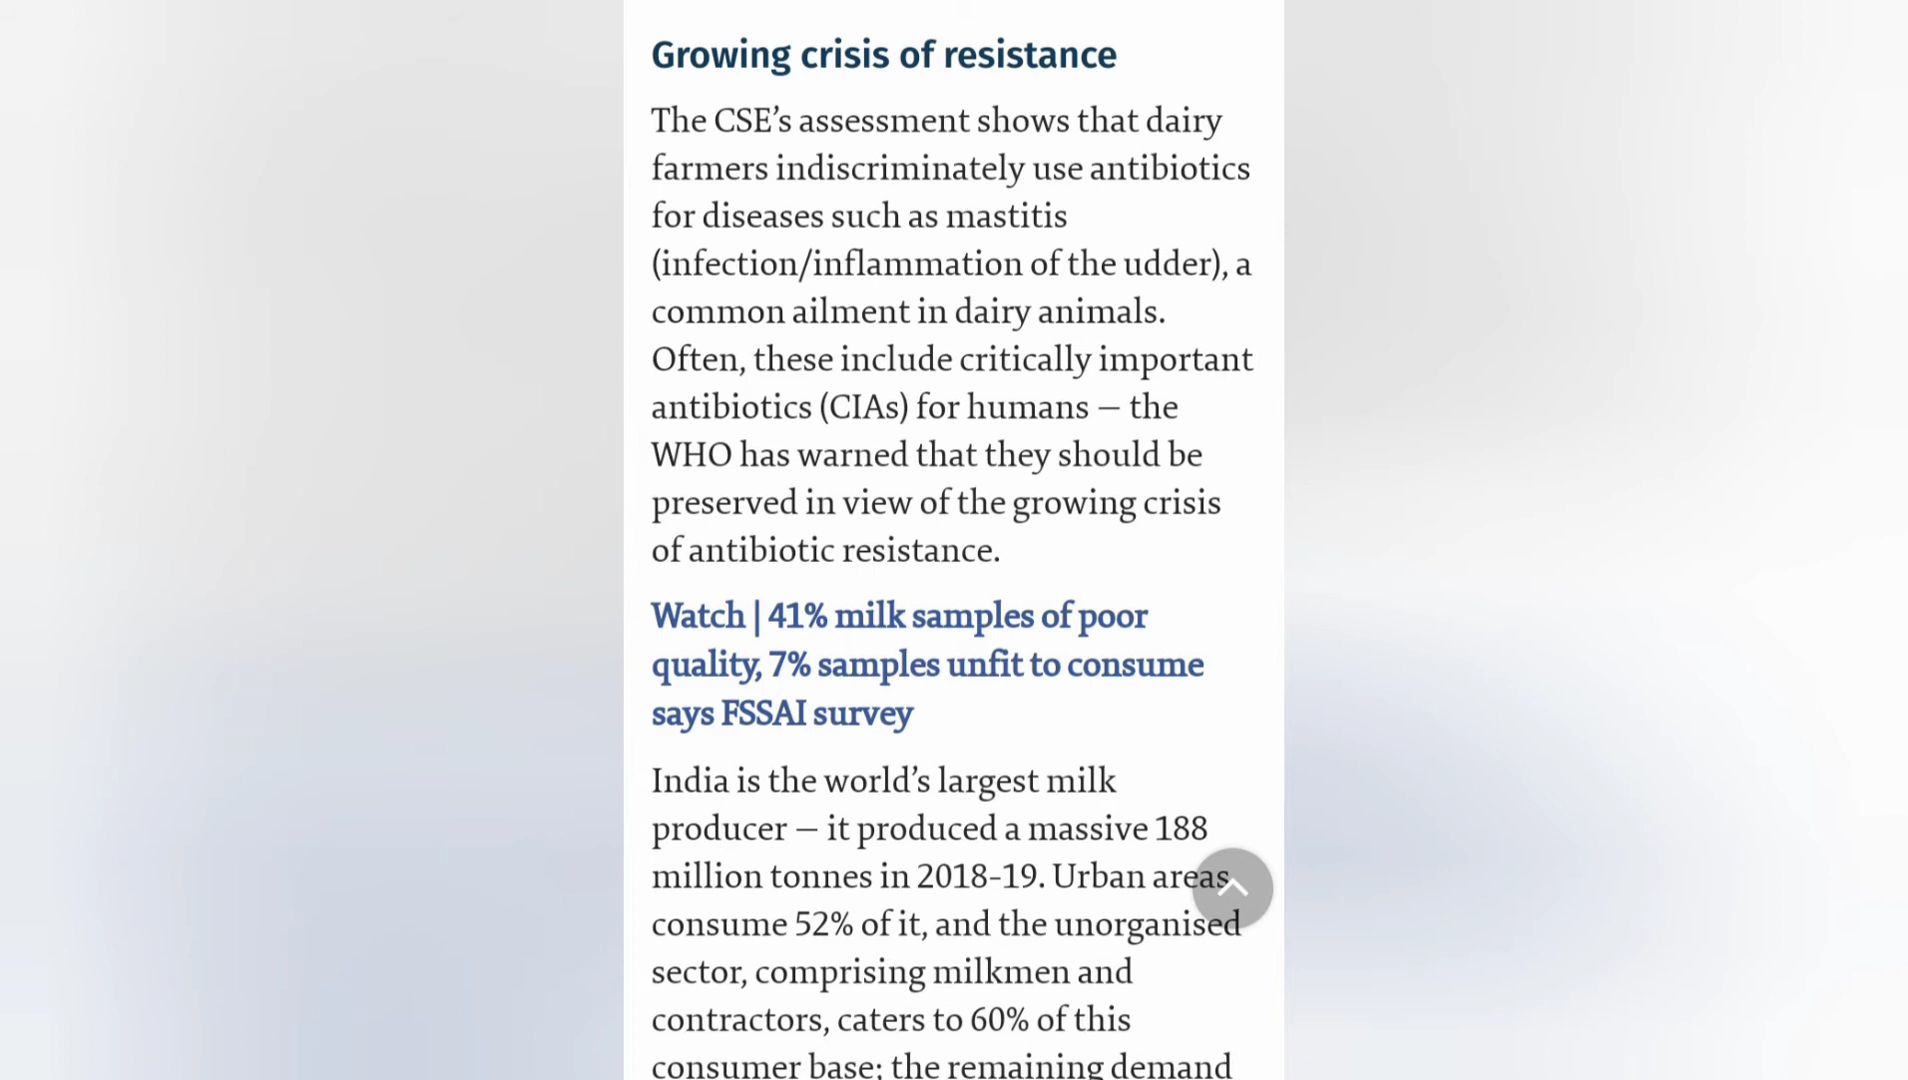 Growing crisis of resistance
The CSE’s assessment shows that dairy
farmers indiscriminately use antibiotics
for diseases such as mastitis
(infection/inflammation of the udder), a
common ailment in dairy animals.
Often, these include critically important
antibiotics (CIAs) for humans — the
WHO has warned that they should be
preserved in view of the growing crisis
of antibiotic resistance.
Watch | 41% milk samples of poor
quality, 7% samples unfit to consume
says FSSAI survey
India is the world’s largest milk
producer — it produced a massive 188
million tonnes in 2018-19. Urban areas
consume 52% of it, and the unorganised
sector, comprising milkmen and
contractors, caters to 60% of this
consumer base; the remaining demand